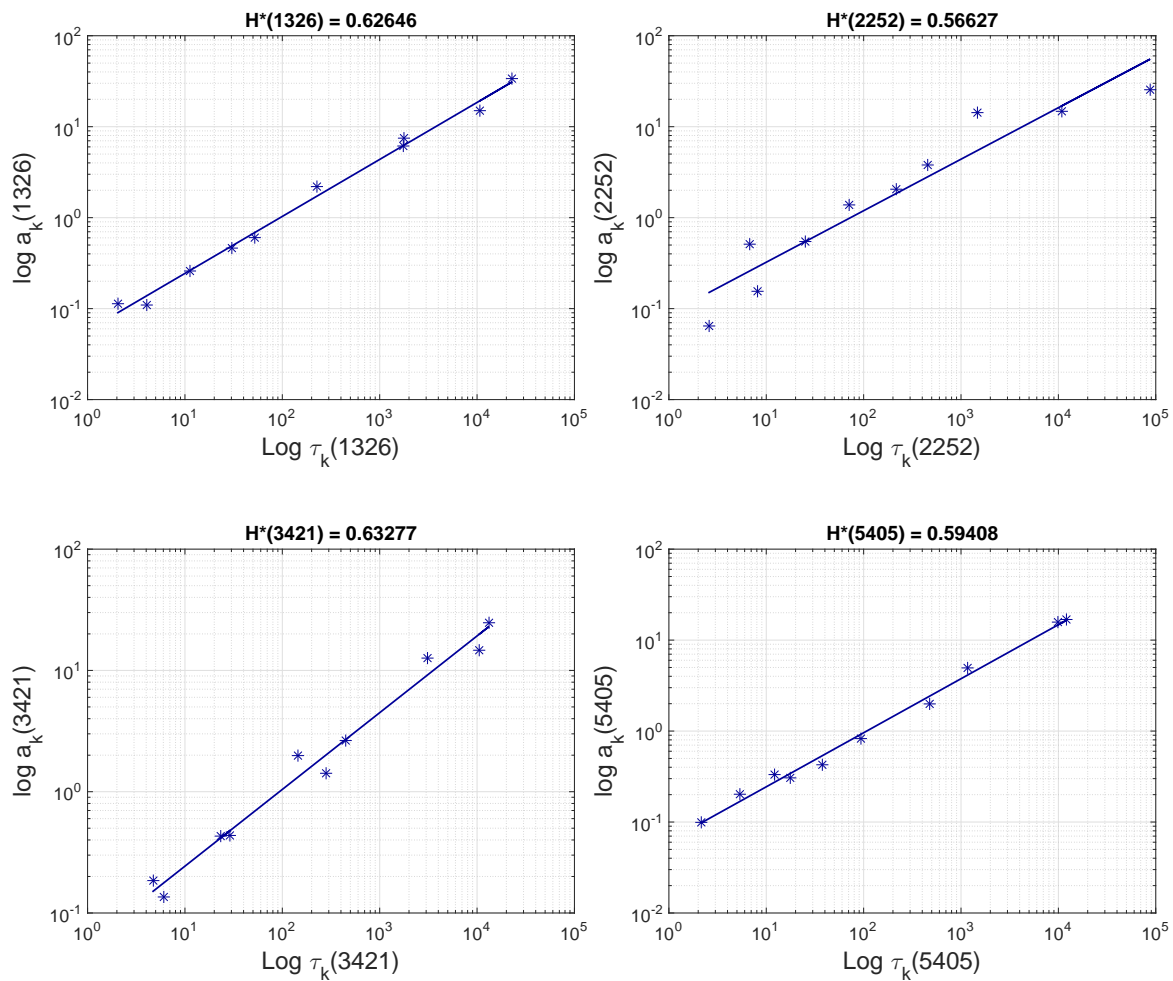 H*(1326) = 0.62646
10^2
10^1
10^0
10^-1
10^-2
log a_k(1326)
10^0 10^1 10^2 10^3 10^4 10^5
Log τ_k(1326)
H*(2252) = 0.56627
10^2
10^1
10^0
10^-1
10^-2
log a_k(2252)
10^0 10^1 10^2 10^3 10^4 10^5
Log τ_k(2252)
H*(3421) = 0.63277
10^2
10^1
10^0
10^-1
log a_k(3421)
10^0 10^1 10^2 10^3 10^4 10^5
Log τ_k(3421)
H*(5405) = 0.59408
10^2
10^1
10^0
10^-1
10^-2
log a_k(5405)
10^0 10^1 10^2 10^3 10^4 10^5
Log τ_k(5405)